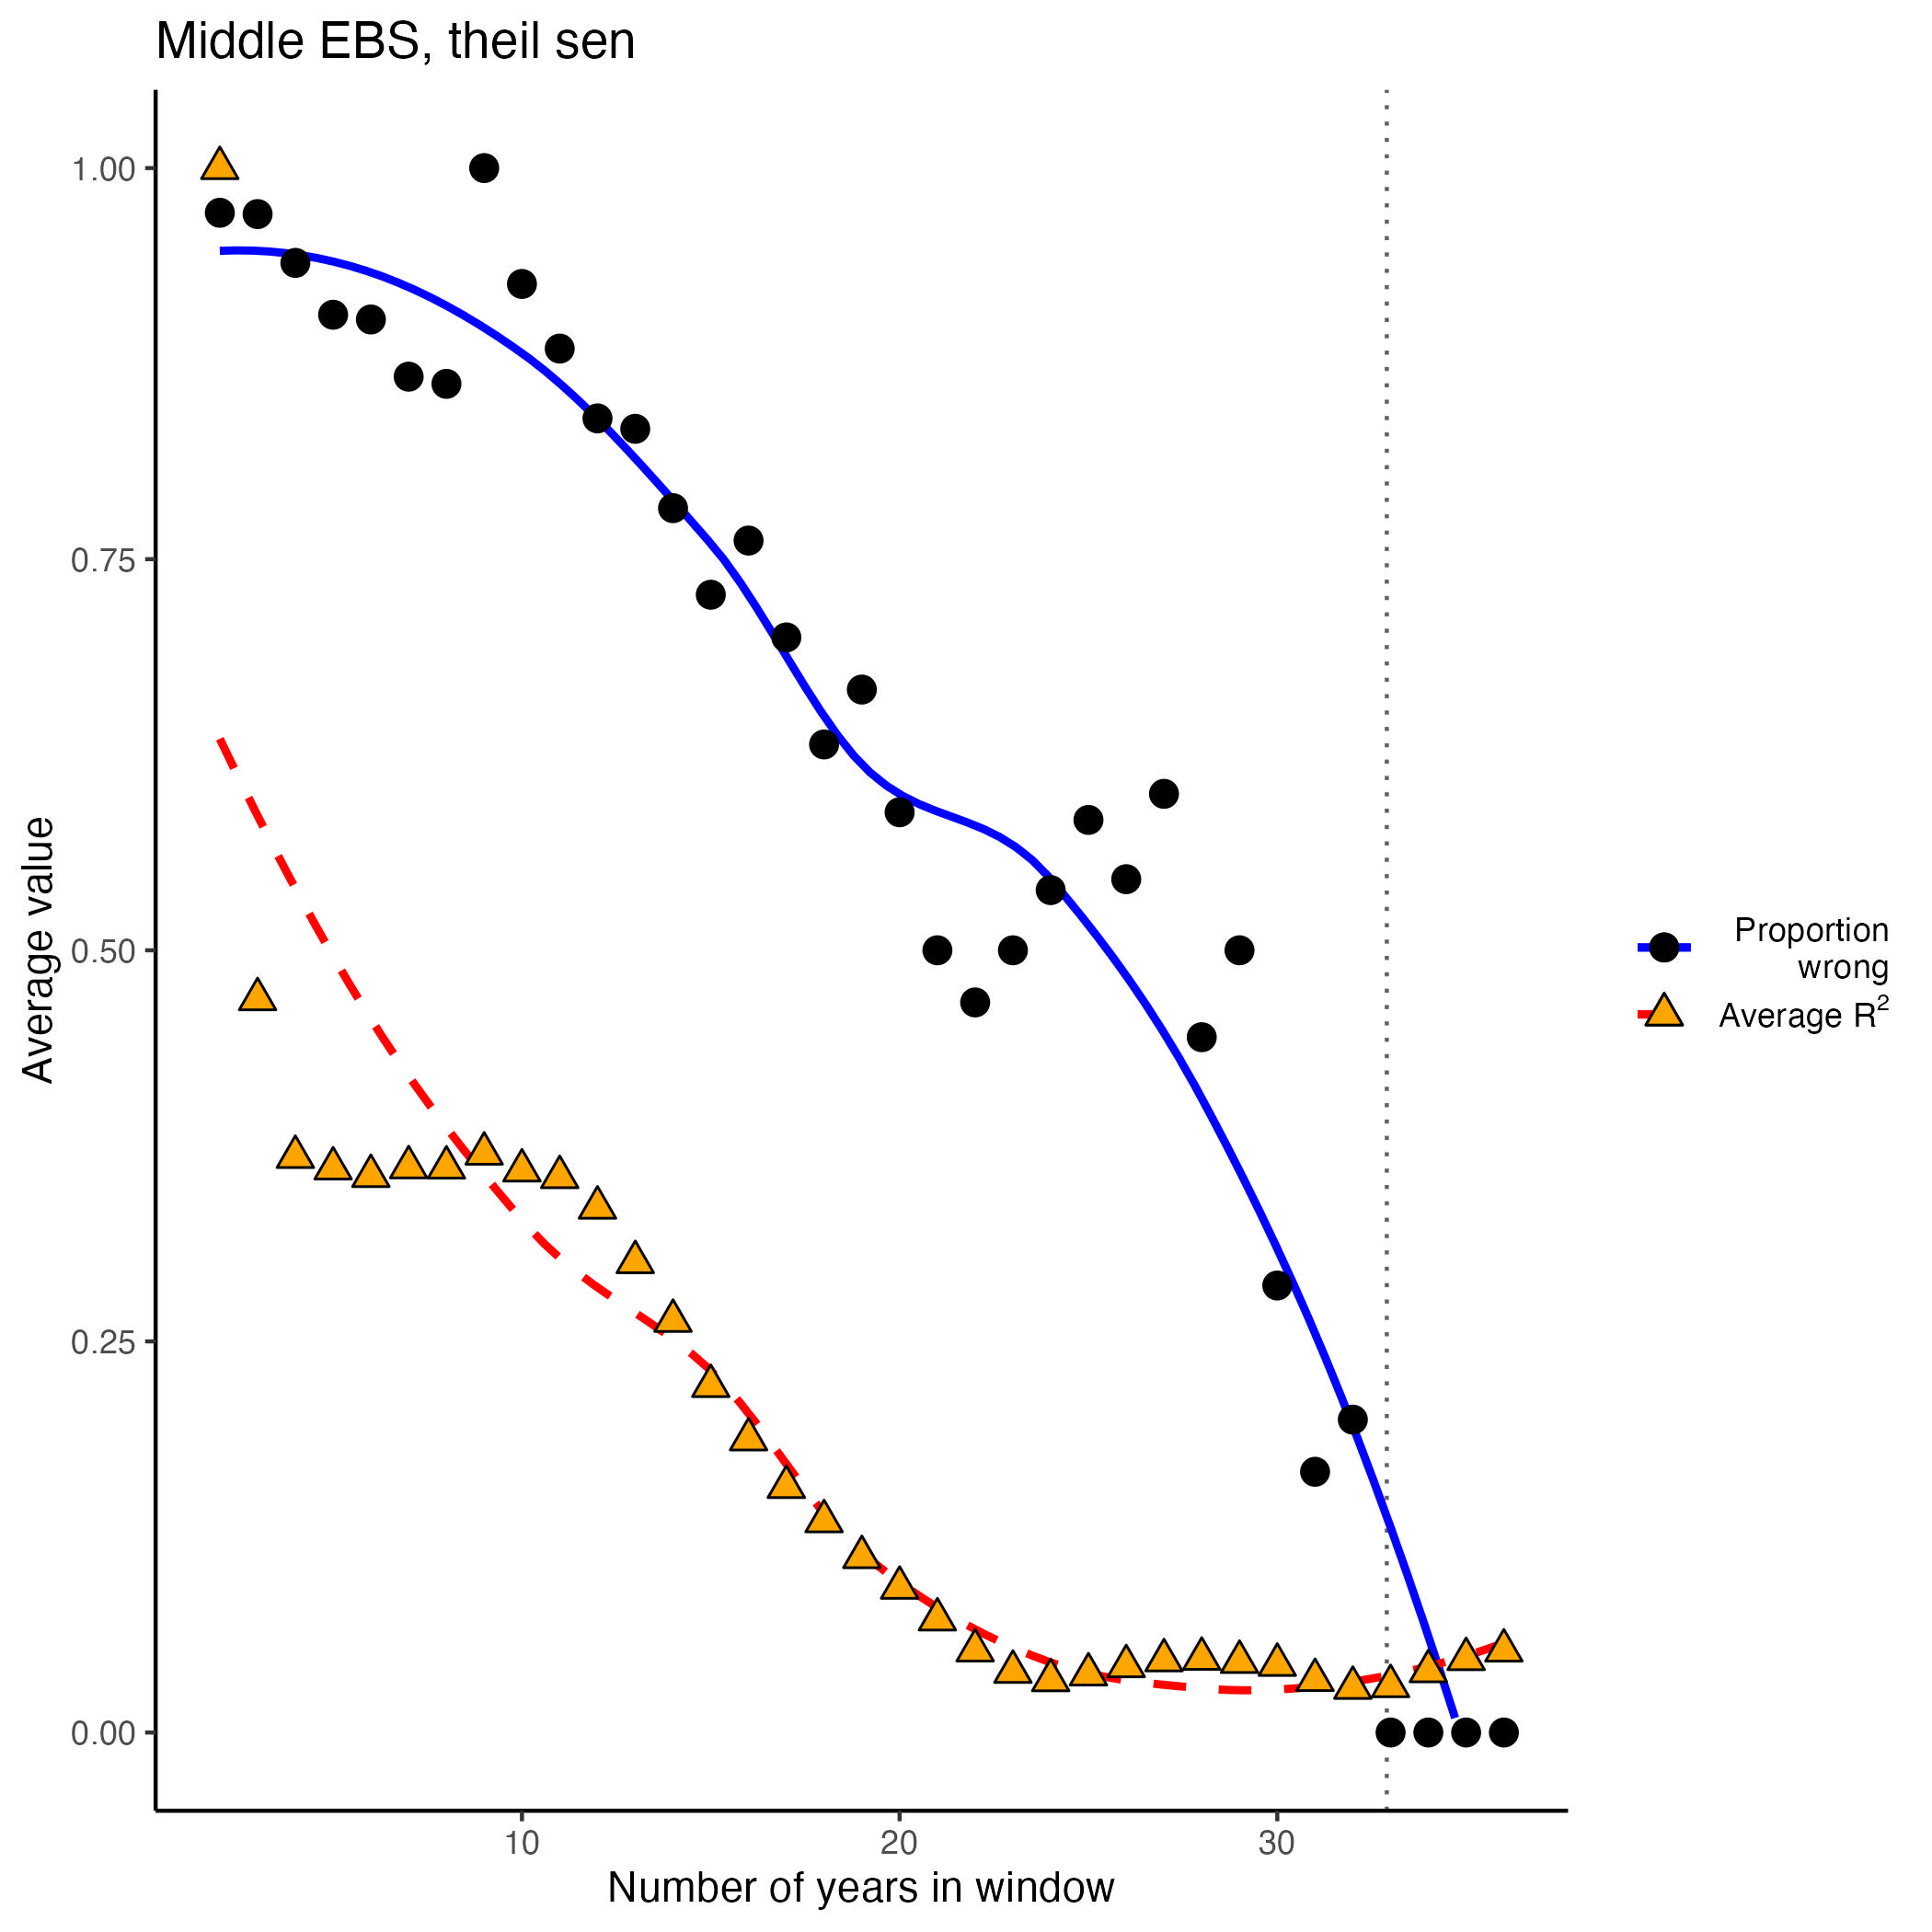 Middle EBS, theil sen
1.00
0.75
0.50
0.25
0.00
Average value
10 20 30
Number of years in window
Proportion
wrong
Average R²